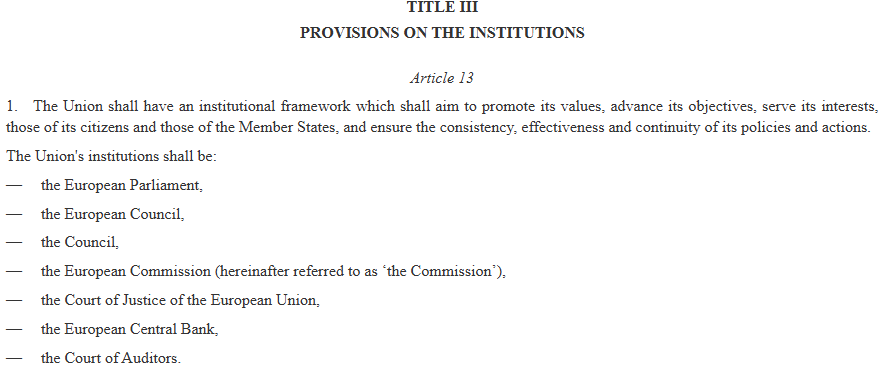 TITLE III
PROVISIONS ON THE INSTITUTIONS
Article 13
1. The Union shall have an institutional framework which shall aim to promote its values, advance its objectives, serve its interests,
those of its citizens and those of the Member States, and ensure the consistency, effectiveness and continuity of its policies and actions.
The Union's institutions shall be:
— the European Parliament,
— the European Council,
— the Council,
— the European Commission (hereinafter referred to as ‘the Commission’),
— the Court of Justice of the European Union,
— the European Central Bank,
— the Court of Auditors.